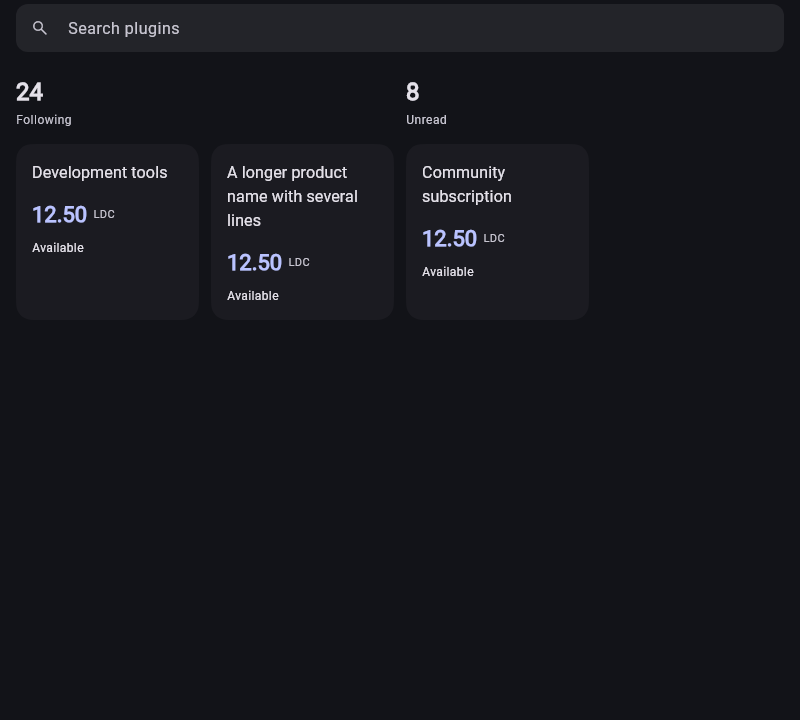 Search plugins
24
Following
8
Unread
Development tools
12.50 LDC
Available
A longer product
name with several
lines
12.50 LDC
Available
Community
subscription
12.50 LDC
Available